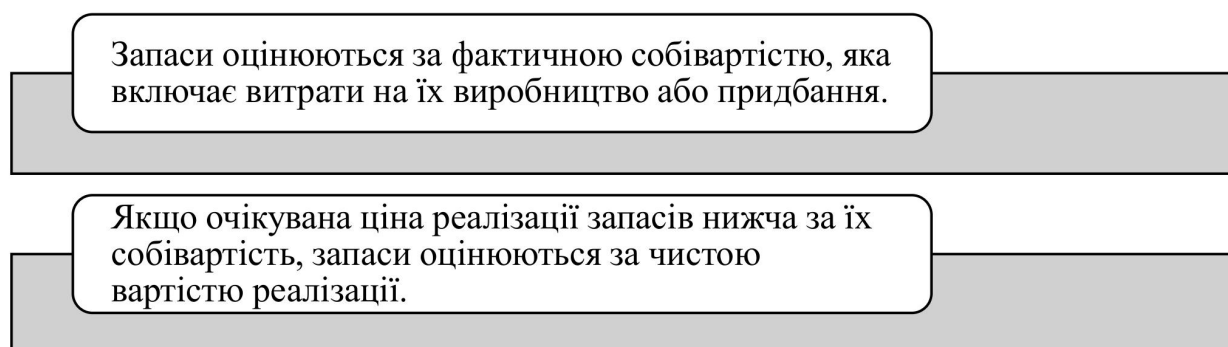 Запаси оцінюються за фактичною собівартістю, яка
включає витрати на їх виробництво або придбання.
Якщо очікувана ціна реалізації запасів нижча за їх
собівартість, запаси оцінюються за чистою
вартістю реалізації.